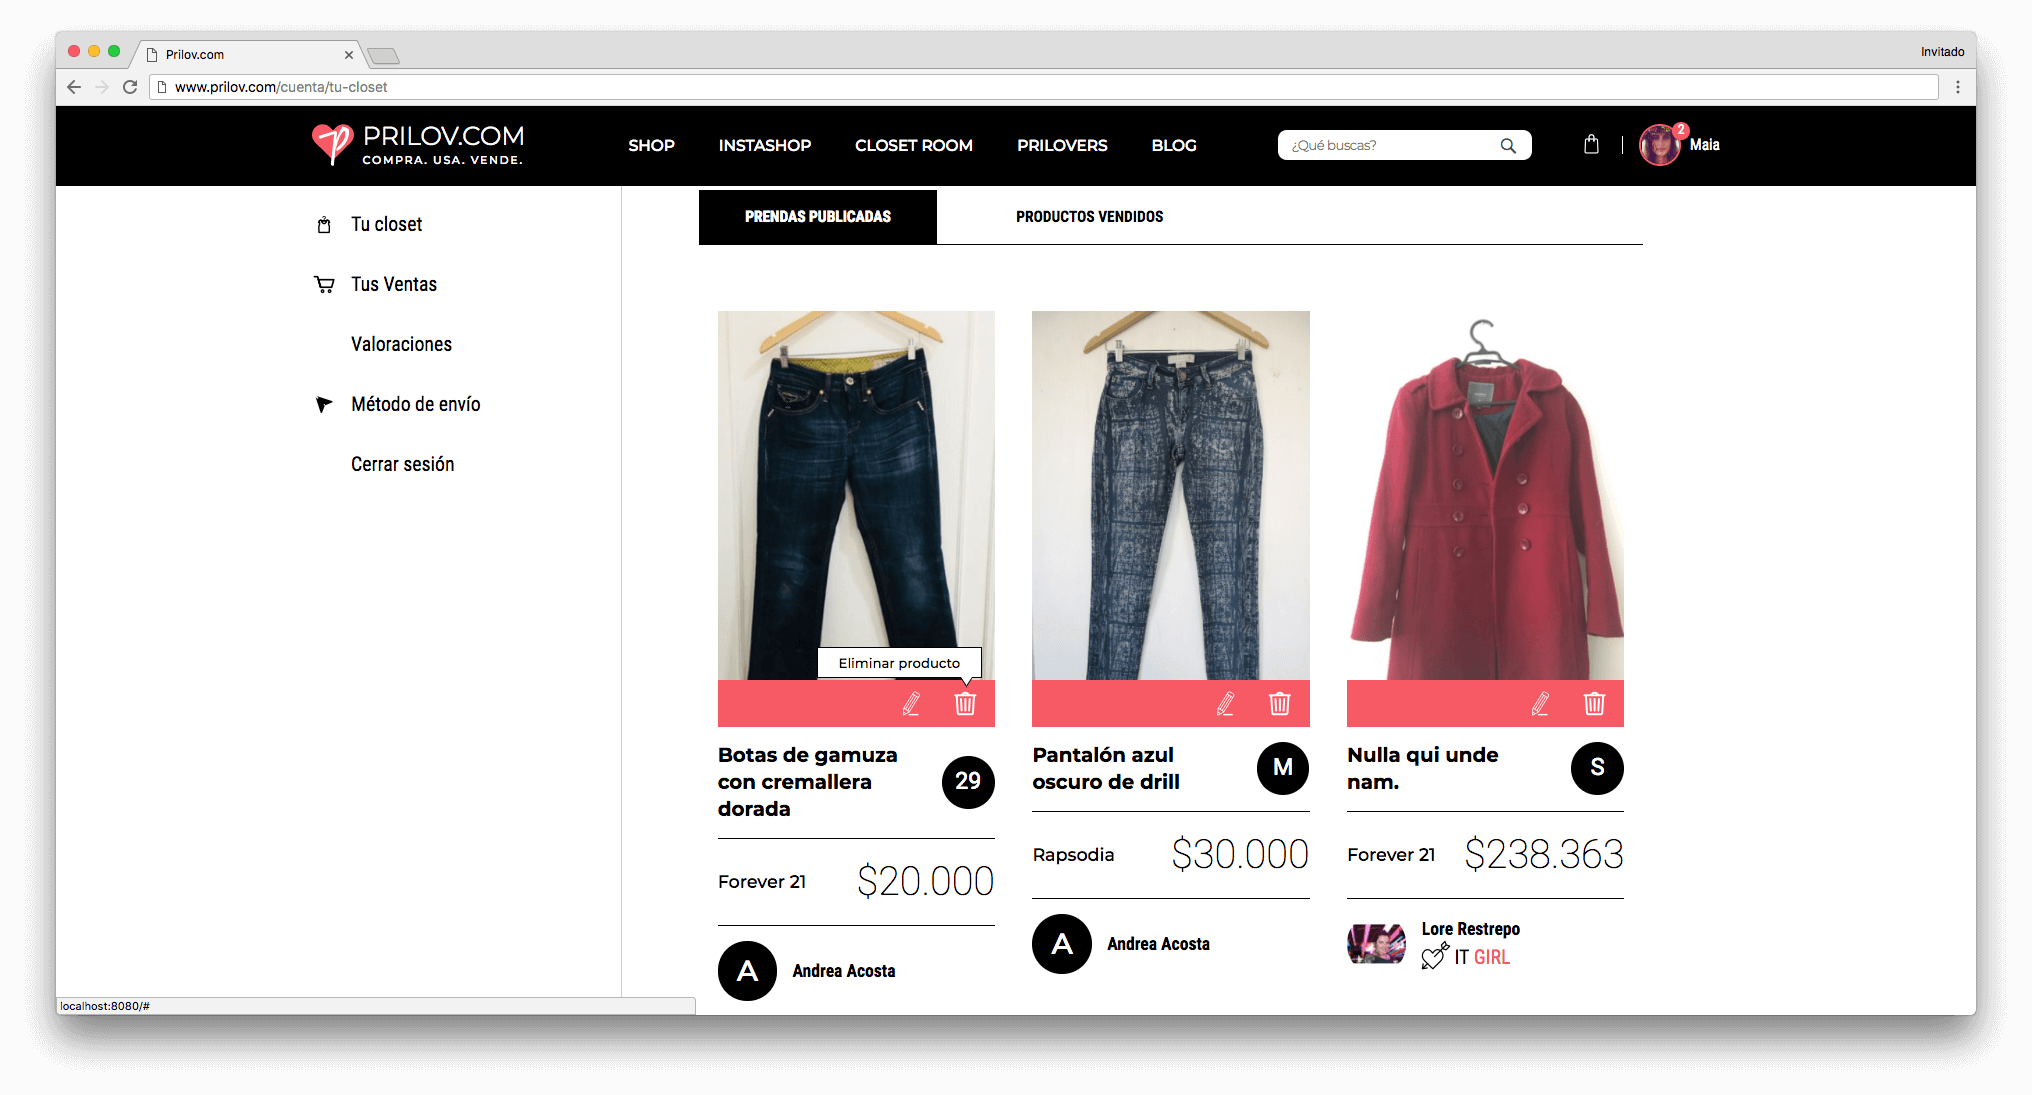 Prilov.com
Invitado
www.prilov.com/cuenta/tu-closet
PRILOV.COM
COMPRA. USA. VENDE.
SHOP
INSTASHOP
CLOSET ROOM
PRILOVERS
BLOG
¿Qué buscas?
2
Maia
Tu closet
Tus Ventas
Valoraciones
Método de envío
Cerrar sesión
PRENDAS PUBLICADAS
PRODUCTOS VENDIDOS
Eliminar producto
Botas de gamuza
con cremallera
dorada
29
Forever 21
$20.000
A
Andrea Acosta
Pantalón azul
oscuro de drill
M
Rapsodia
$30.000
A
Andrea Acosta
Nulla qui unde
nam.
S
Forever 21
$238.363
Lore Restrepo
IT GIRL
localhost:8080/#